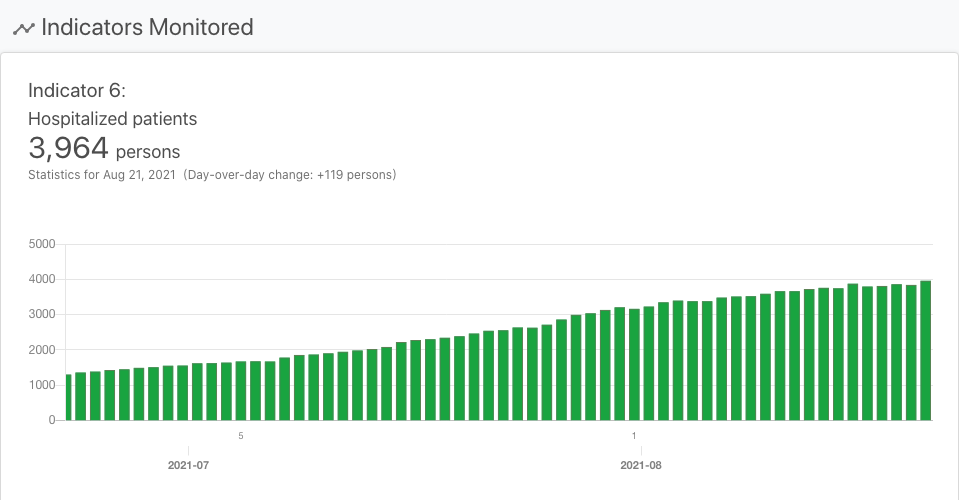 Indicators Monitored
Indicator 6:
Hospitalized patients
3,964 persons
Statistics for Aug 21, 2021 (Day-over-day change: +119 persons)
5000
4000
3000
2000
1000
0
5 1
2021-07 2021-08